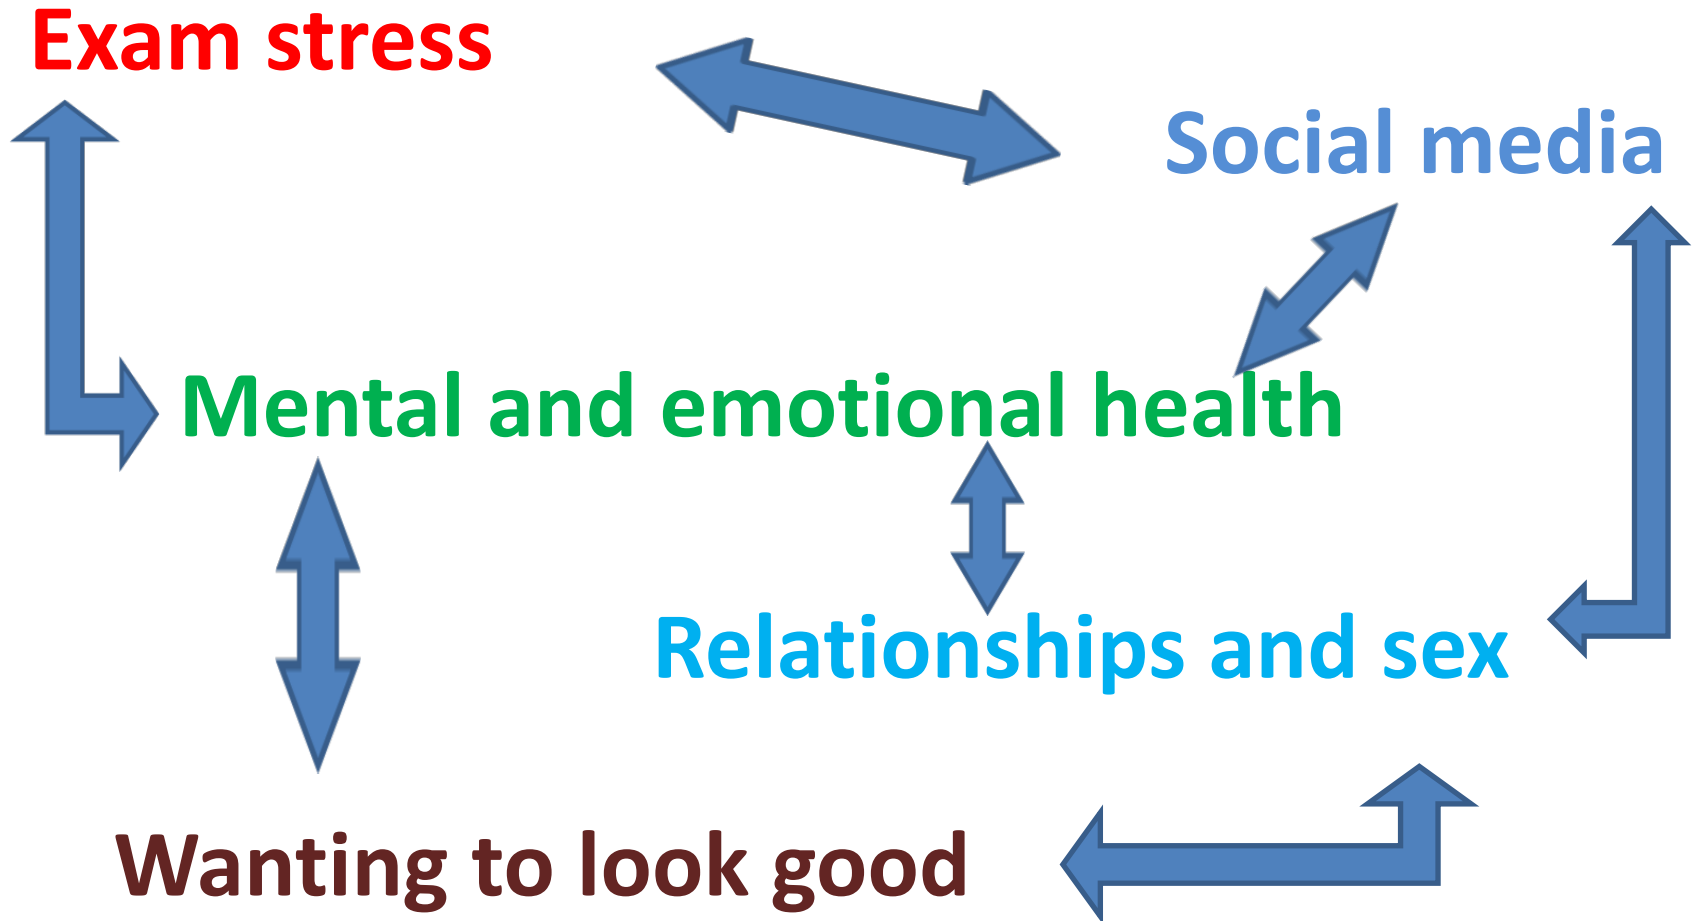 Exam stress
Social media
Mental and emotional health
Relationships and sex
Wanting to look good